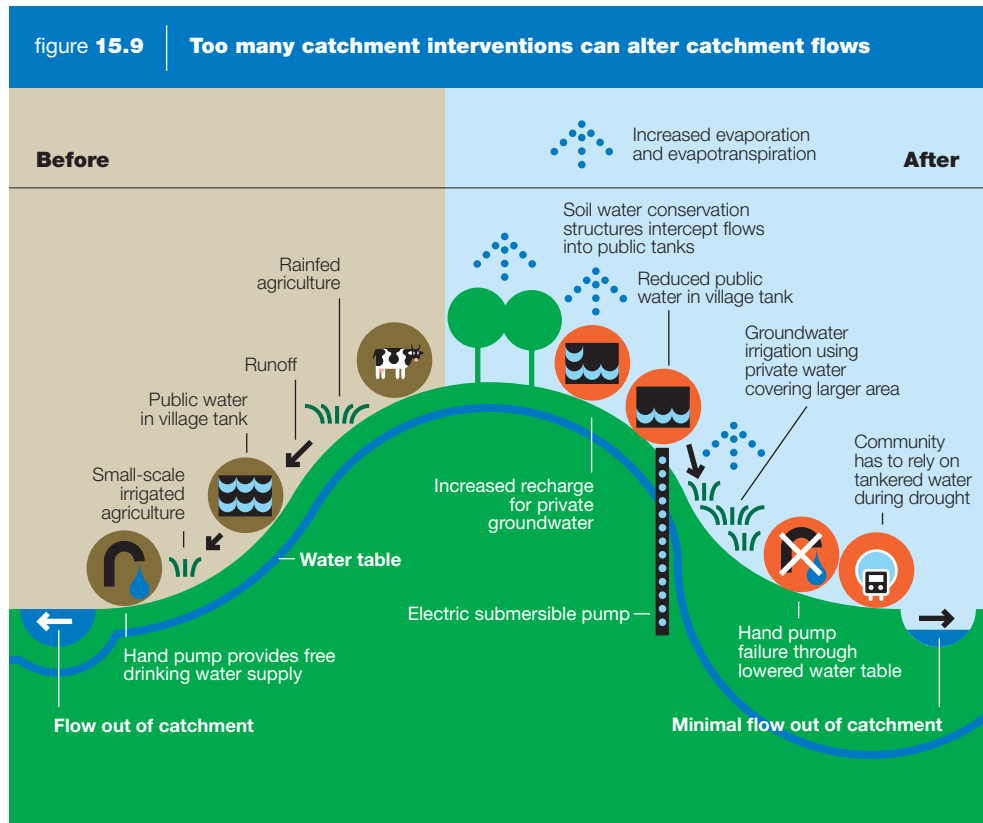 figure 15.9
Too many catchment interventions can alter catchment flows
Before
After
Increased evaporation
and evapotranspiration
Soil water conservation
structures intercept flows
into public tanks
Rainfed
agriculture
Reduced public
water in village tank
Groundwater
irrigation using
private water
covering larger area
Runoff
Public water
in village tank
Community
has to rely on
tankered water
during drought
Small-scale
irrigated
agriculture
Increased recharge
for private
groundwater
Water table
Electric submersible pump
Hand pump provides free
drinking water supply
Hand pump
failure through
lowered water table
Flow out of catchment
Minimal flow out of catchment